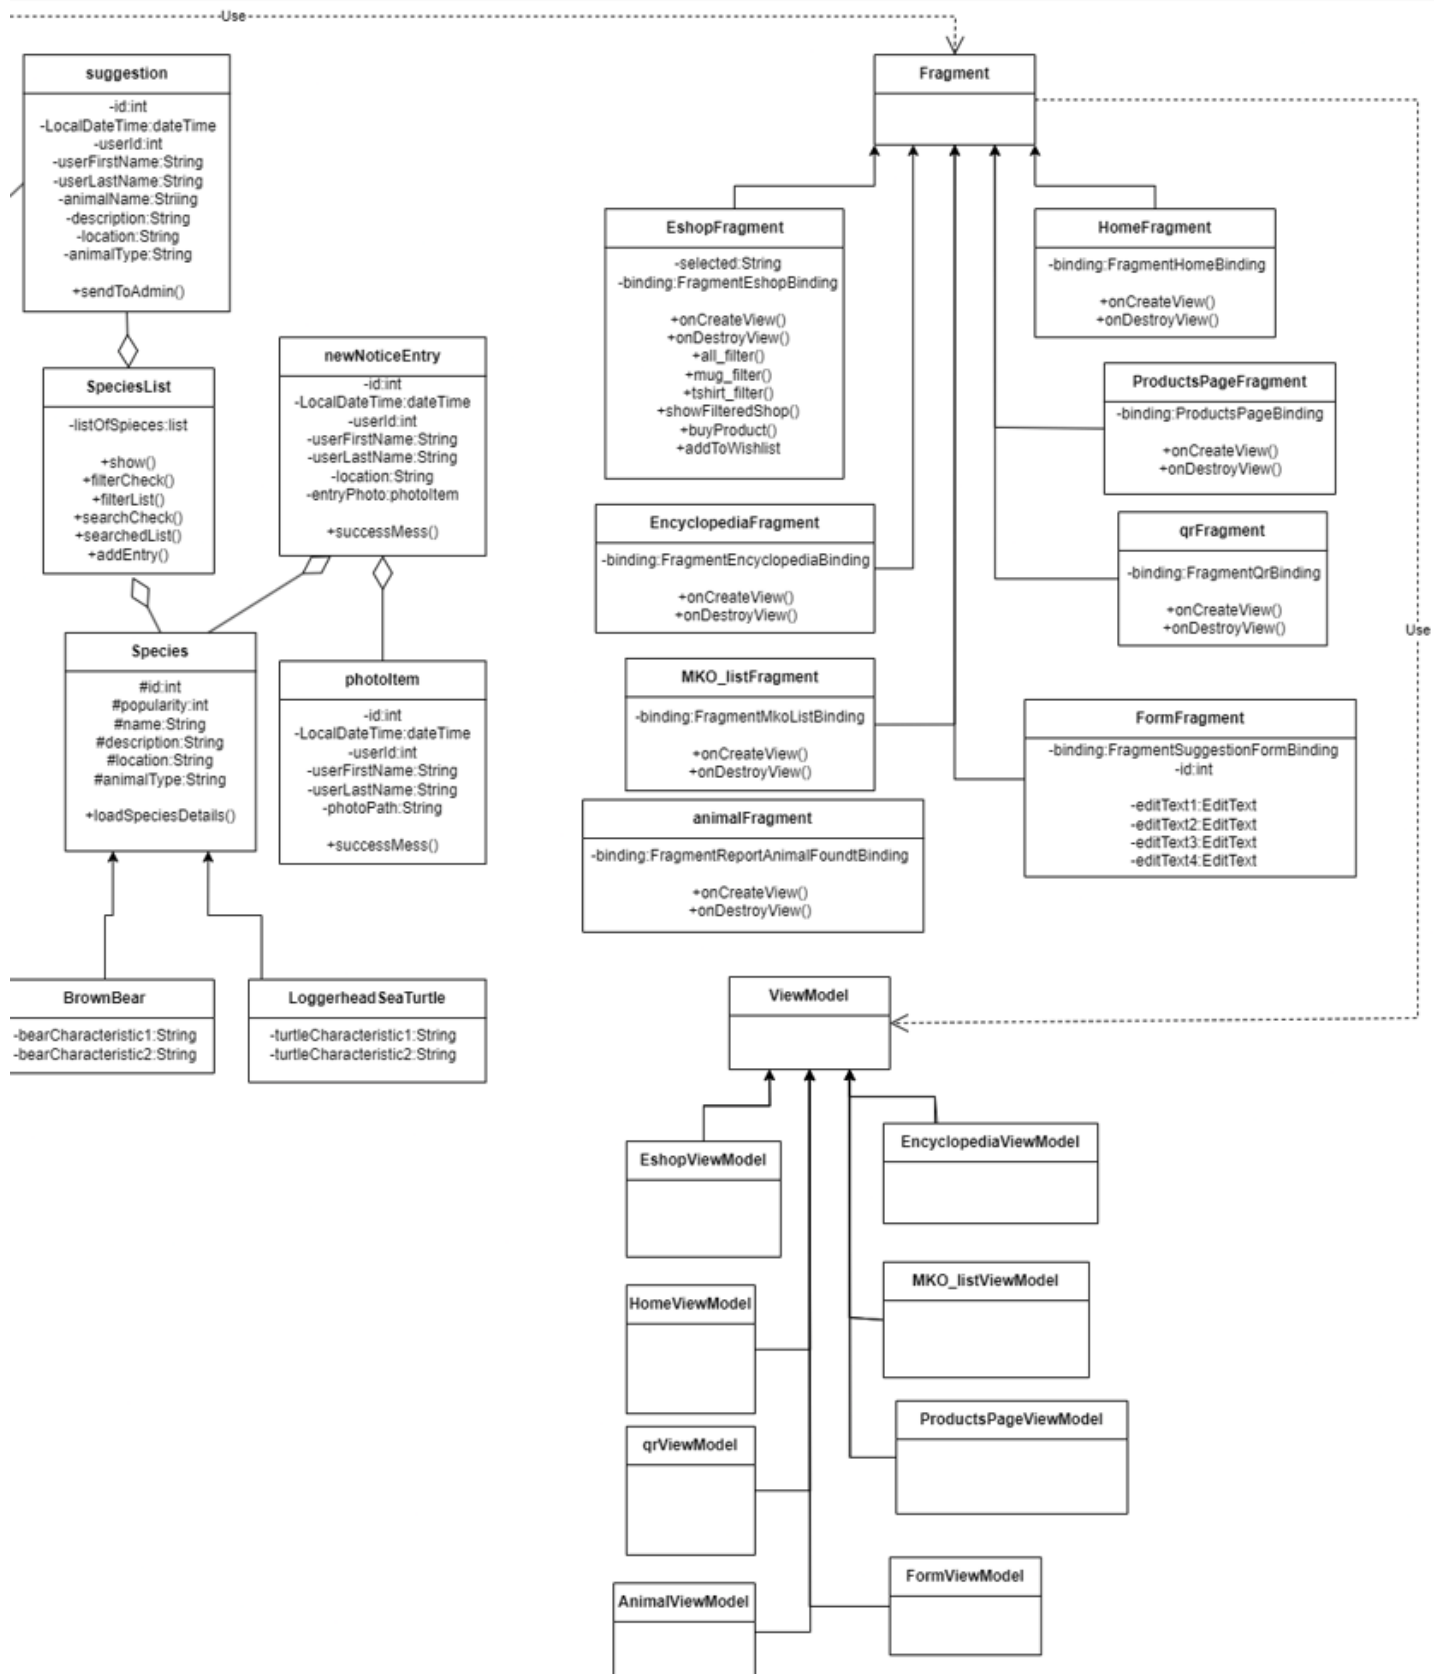 Use
suggestion
-id:int
-LocalDateTime:dateTime
-userId:int
-userFirstName:String
-userLastName:String
-animalName:Striing
-description:String
-location:String
-animalType:String
+sendToAdmin()
SpeciesList
-listOfSpieces:list
+show()
+filterCheck()
+filterList()
+searchCheck()
+searchedList()
+addEntry()
newNoticeEntry
-id:int
-LocalDateTime:dateTime
-userId:int
-userFirstName:String
-userLastName:String
-location:String
-entryPhoto:photoItem
+successMess()
Species
#id:int
#popularity:int
#name:String
#description:String
#location:String
#animalType:String
+loadSpeciesDetails()
photoItem
-id:int
-LocalDateTime:dateTime
-userId:int
-userFirstName:String
-userLastName:String
-photoPath:String
+successMess()
BrownBear
-bearCharacteristic1:String
-bearCharacteristic2:String
LoggerheadSeaTurtle
-turtleCharacteristic1:String
-turtleCharacteristic2:String
Fragment
EshopFragment
-selected:String
-binding:FragmentEshopBinding
+onCreateView()
+onDestroyView()
+all_filter()
+mug_filter()
+tshirt_filter()
+showFilteredShop()
+buyProduct()
+addToWishlist
HomeFragment
-binding:FragmentHomeBinding
+onCreateView()
+onDestroyView()
ProductsPageFragment
-binding:ProductsPageBinding
+onCreateView()
+onDestroyView()
EncyclopediaFragment
-binding:FragmentEncyclopediaBinding
+onCreateView()
+onDestroyView()
qrFragment
-binding:FragmentQrBinding
+onCreateView()
+onDestroyView()
Use
MKO_listFragment
-binding:FragmentMkoListBinding
+onCreateView()
+onDestroyView()
FormFragment
-binding:FragmentSuggestionFormBinding
-id:int
-editText1:EditText
-editText2:EditText
-editText3:EditText
-editText4:EditText
animalFragment
-binding:FragmentReportAnimalFoundtBinding
+onCreateView()
+onDestroyView()
ViewModel
EshopViewModel
EncyclopediaViewModel
HomeViewModel
MKO_listViewModel
qrViewModel
ProductsPageViewModel
AnimalViewModel
FormViewModel